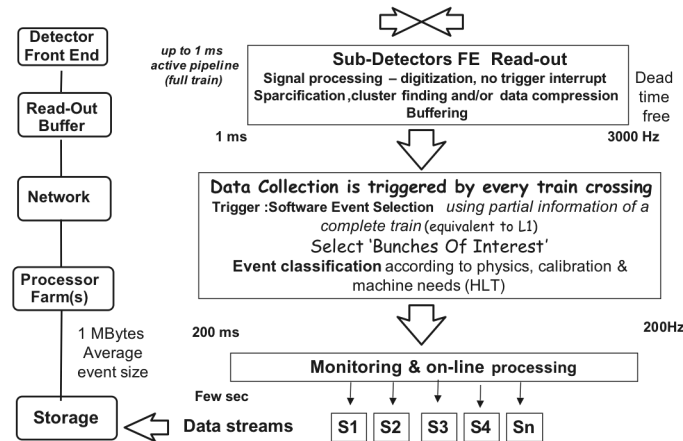 Detector
Front End
Read-Out
Buffer
Network
Processor
Farm(s)
1 MBytes
Average
event size
Storage
up to 1 ms
active pipeline
(full train)
Sub-Detectors FE Read-out
Signal processing – digitization, no trigger interrupt
Sparcification,cluster finding and/or data compression
Buffering
Dead
time
free
1 ms
3000 Hz
Data Collection is triggered by every train crossing
Trigger :Software Event Selection using partial information of a
complete train (equivalent to L1)
Select 'Bunches Of Interest'
Event classification according to physics, calibration &
machine needs (HLT)
200 ms
200Hz
Monitoring & on-line processing
Few sec
Data streams
S1 S2 S3 S4 Sn